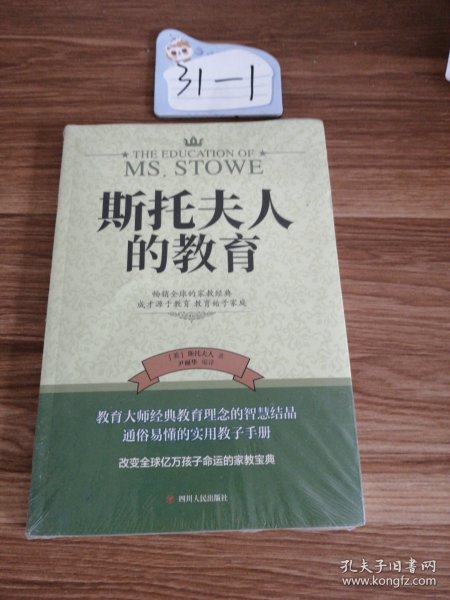 31-1
THE EDUCATION OF
MS. STOWE
斯托夫人
的教育
畅销全球的家教经典
成才源于教育 教育始于家庭
［美］斯托夫人 著
尹丽华 编译
教育大师经典教育理念的智慧结晶
通俗易懂的实用教子手册
改变全球亿万孩子命运的家教宝典
四川人民出版社
孔夫子旧书网
www.kongfz.com